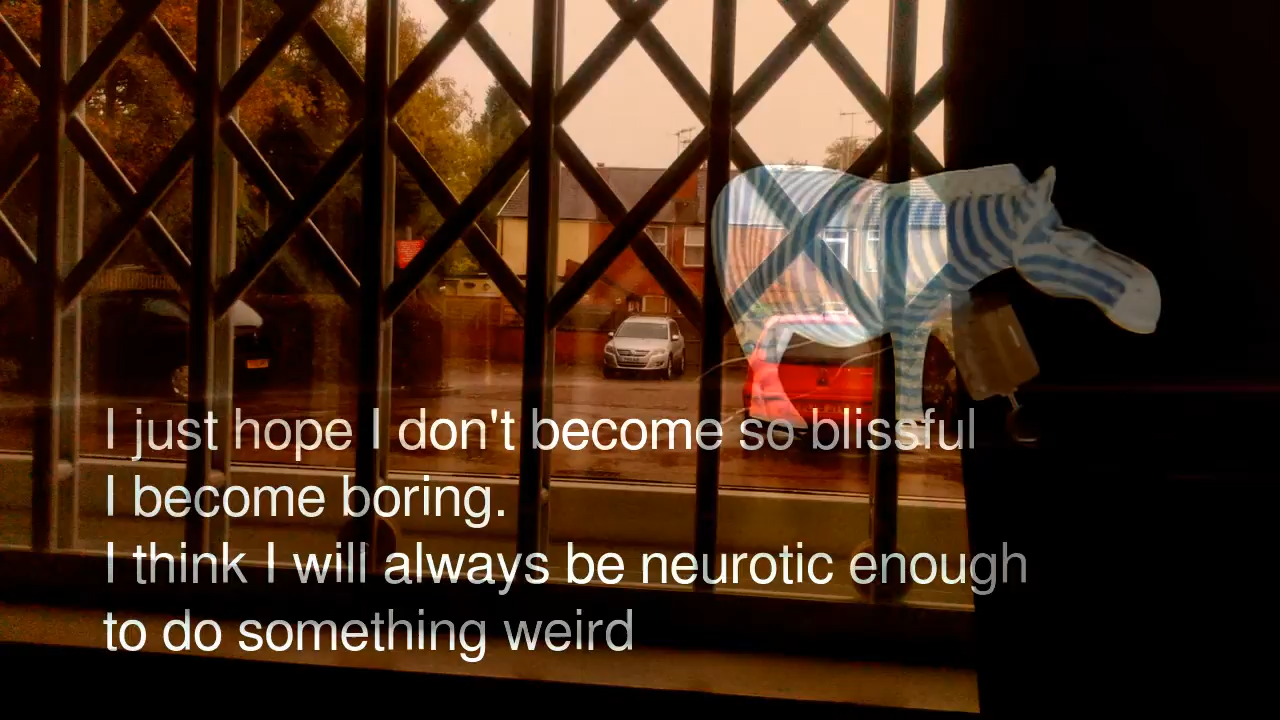 I just hope I don't become so blissful
I become boring.
I think I will always be neurotic enough
to do something weird